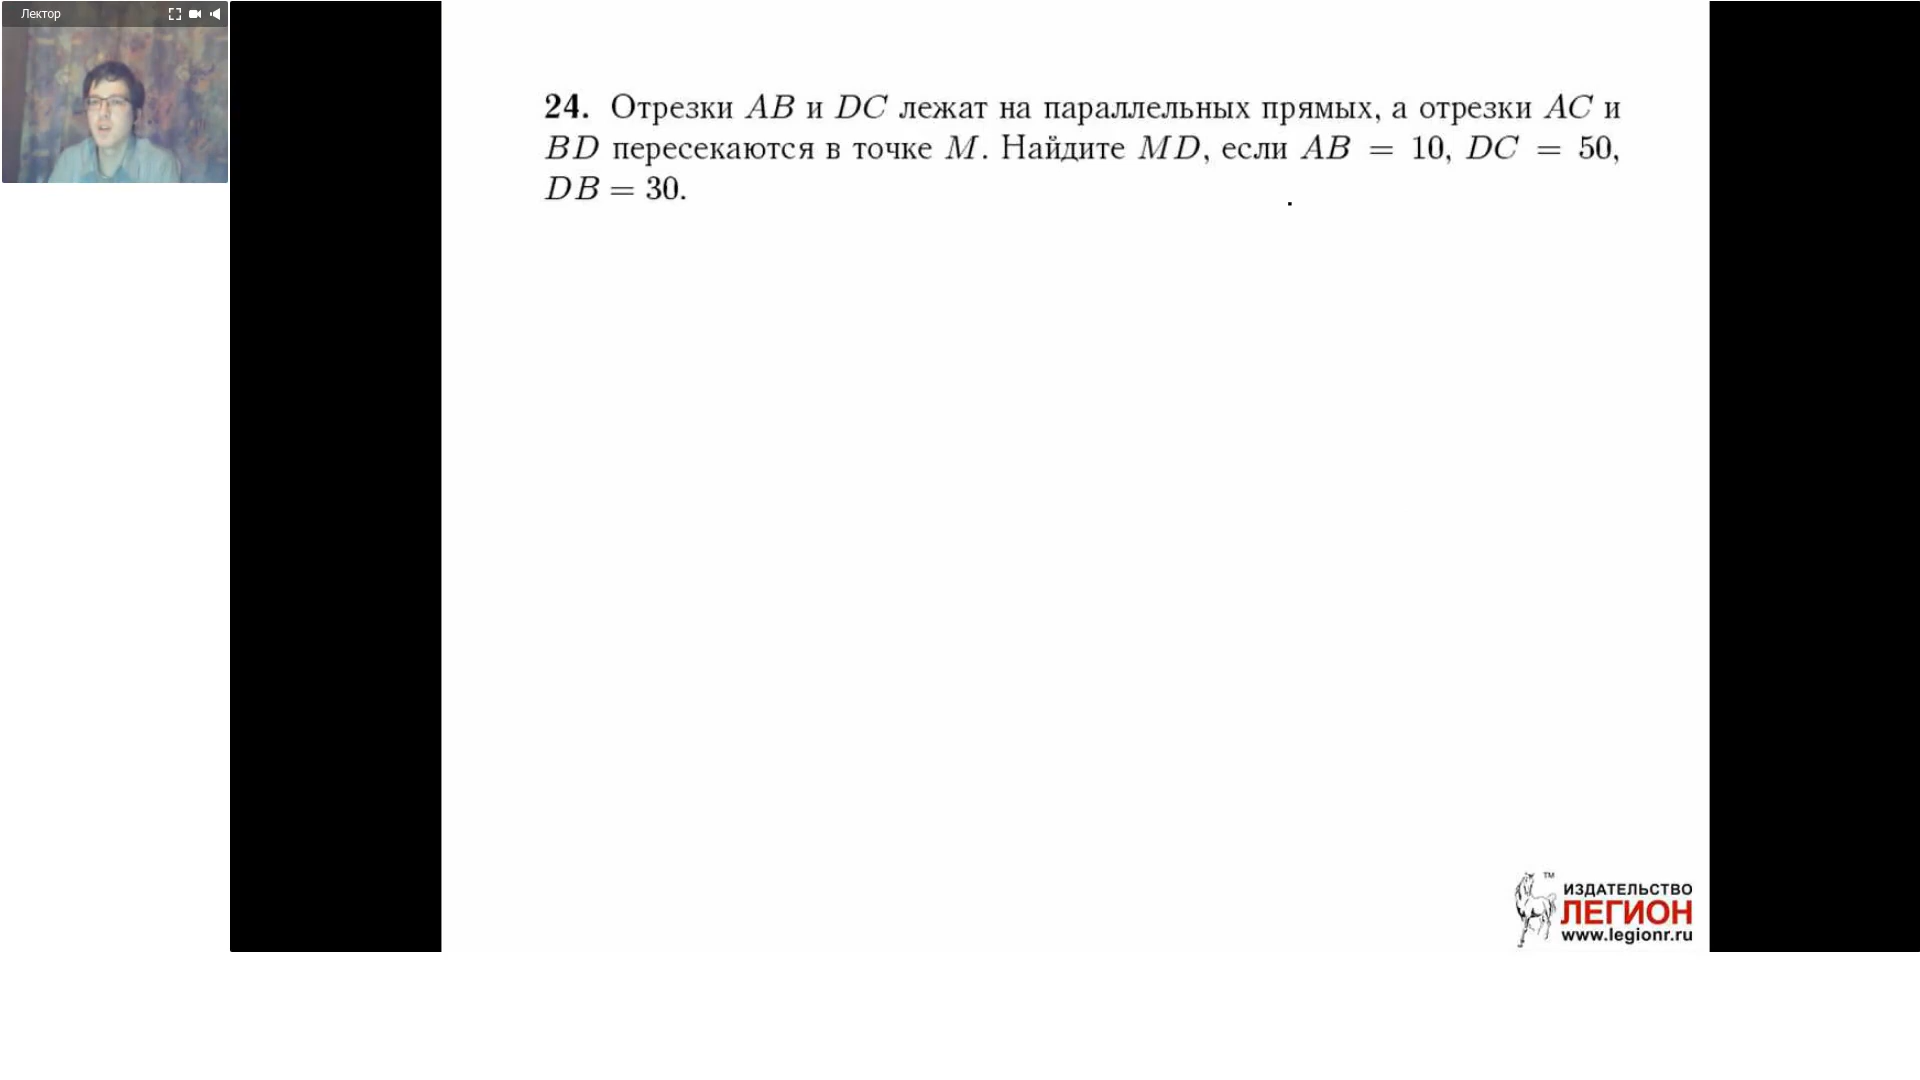 Лектор
24. Отрезки AB и DC лежат на параллельных прямых, а отрезки AC и
BD пересекаются в точке M. Найдите MD, если AB = 10, DC = 50,
DB = 30.
TM
ИЗДАТЕЛЬСТВО
ЛЕГИОН
www.legionr.ru